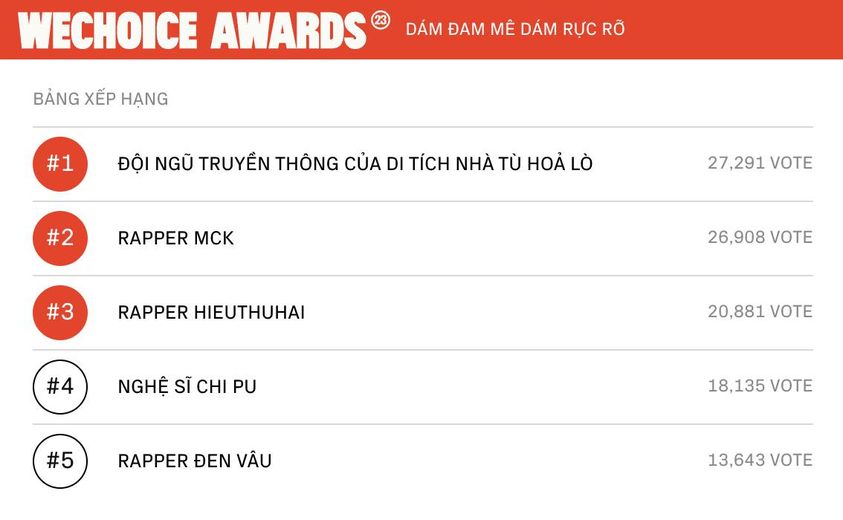 WECHOICE AWARDS 23 DÁM ĐAM MÊ DÁM RỰC RỠ
BẢNG XẾP HẠNG
#1 ĐỘI NGŨ TRUYỀN THÔNG CỦA DI TÍCH NHÀ TÙ HOẢ LÒ 27,291 VOTE
#2 RAPPER MCK 26,908 VOTE
#3 RAPPER HIEUTHUHAI 20,881 VOTE
#4 NGHỆ SĨ CHI PU 18,135 VOTE
#5 RAPPER ĐEN VÂU 13,643 VOTE